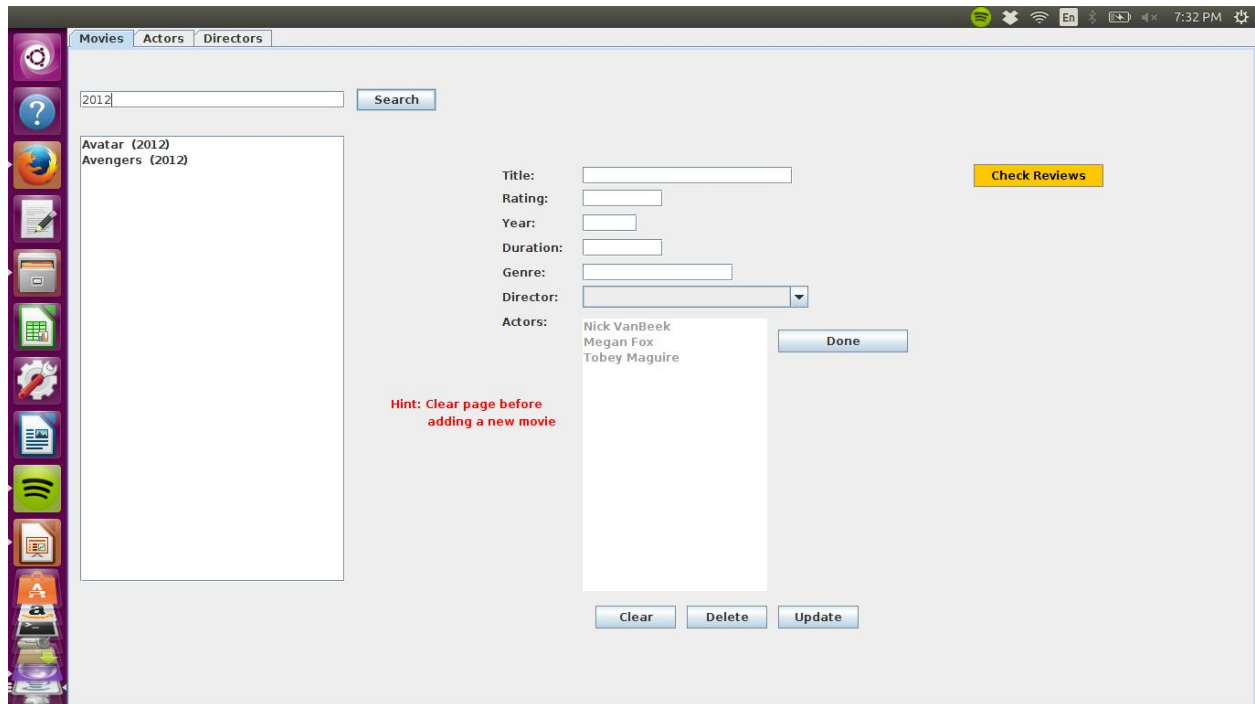 En 7:32 PM
Movies Actors Directors
2012 Search
Avatar (2012)
Avengers (2012)
Title:
Check Reviews
Rating:
Year:
Duration:
Genre:
Director:
Actors:
Nick VanBeek
Megan Fox
Tobey Maguire
Done
Hint: Clear page before
adding a new movie
Clear Delete Update